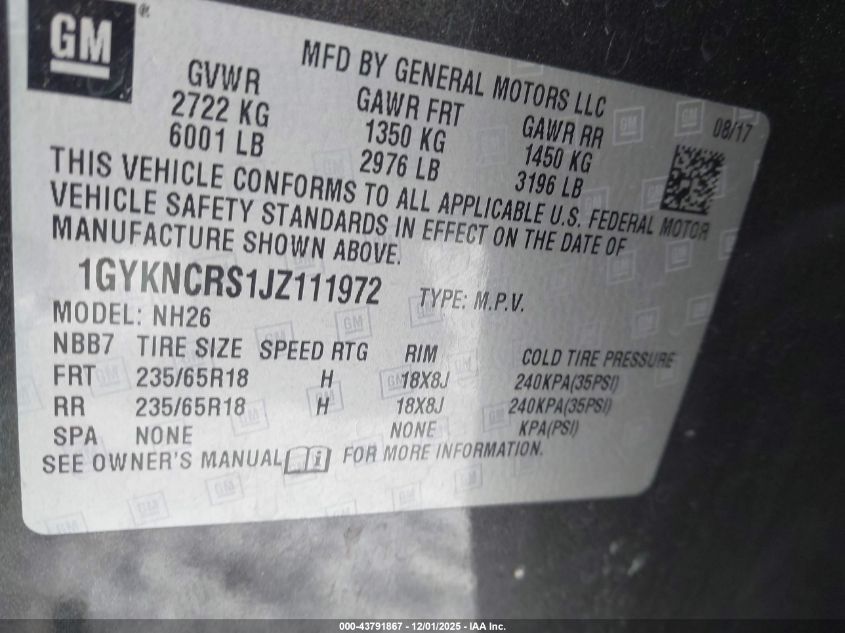 GM®
MFD BY GENERAL MOTORS LLC
08/17
GVWR GAWR FRT GAWR RR
2722 KG 1350 KG 1450 KG
6001 LB 2976 LB 3196 LB
THIS VEHICLE CONFORMS TO ALL APPLICABLE U.S. FEDERAL MOTOR
VEHICLE SAFETY STANDARDS IN EFFECT ON THE DATE OF
MANUFACTURE SHOWN ABOVE.
1GYKNCRS1JZ111972 TYPE: M.P.V.
MODEL: NH26
NBB7 TIRE SIZE SPEED RTG RIM COLD TIRE PRESSURE
FRT 235/65R18 H 18X8J 240KPA(35PSI)
RR 235/65R18 H 18X8J 240KPA(35PSI)
SPA NONE NONE KPA(PSI)
SEE OWNER'S MANUAL i FOR MORE INFORMATION.
000-43791867 - 12/01/2025 - IAA Inc.